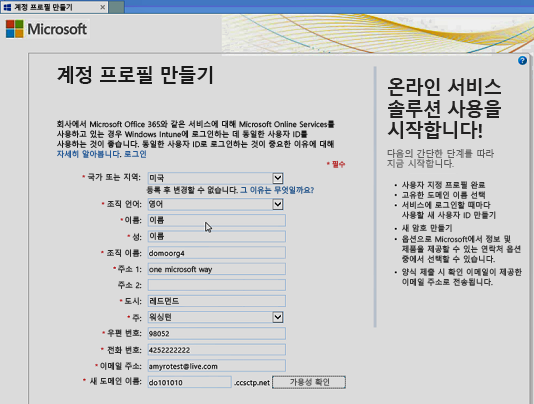 계정 프로필 만들기
Microsoft
계정 프로필 만들기
회사에서 Microsoft Office 365와 같은 서비스에 대해 Microsoft Online Services를
사용하고 있는 경우 Windows Intune에 로그인하는 데 동일한 사용자 ID를
사용하는 것이 좋습니다. 동일한 사용자 ID로 로그인하는 것이 중요한 이유에 대해
자세히 알아봅니다. 로그인
* 필수
* 국가 또는 지역: 미국
등록 후 변경할 수 없습니다. 그 이유는 무엇일까요?
* 조직 언어: 영어
* 이름: 이름
* 성: 이름
* 조직 이름: domoorg4
* 주소 1: one microsoft way
주소 2:
* 도시: 레드먼드
* 주: 워싱턴
* 우편 번호: 98052
* 전화 번호: 4252222222
* 이메일 주소: amyrotest@live.com
* 새 도메인 이름: do101010 .ccsctp.net 가용성 확인
온라인 서비스
솔루션 사용을
시작합니다!
다음의 간단한 단계를 따라
지금 시작합니다.
• 사용자 지정 프로필 완료
• 고유한 도메인 이름 선택
• 서비스에 로그인할 때마다
사용할 새 사용자 ID 만들기
• 새 암호 만들기
• 옵션으로 Microsoft에서 정보 및
제품을 제공할 수 있는 연락처 옵션
중에서 선택할 수 있습니다.
• 양식 제출 시 확인 이메일이 제공한
이메일 주소로 전송됩니다.